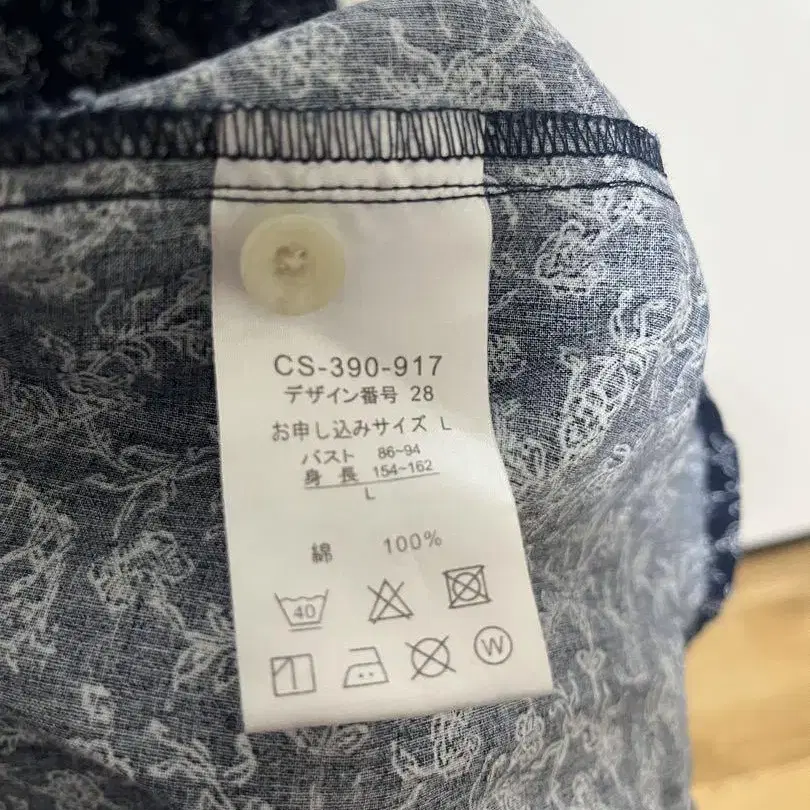 CS-390-917
デザイン番号 28
お申し込みサイズ L
バスト 86~94
身 長 154~162
L
綿 100%
40
W